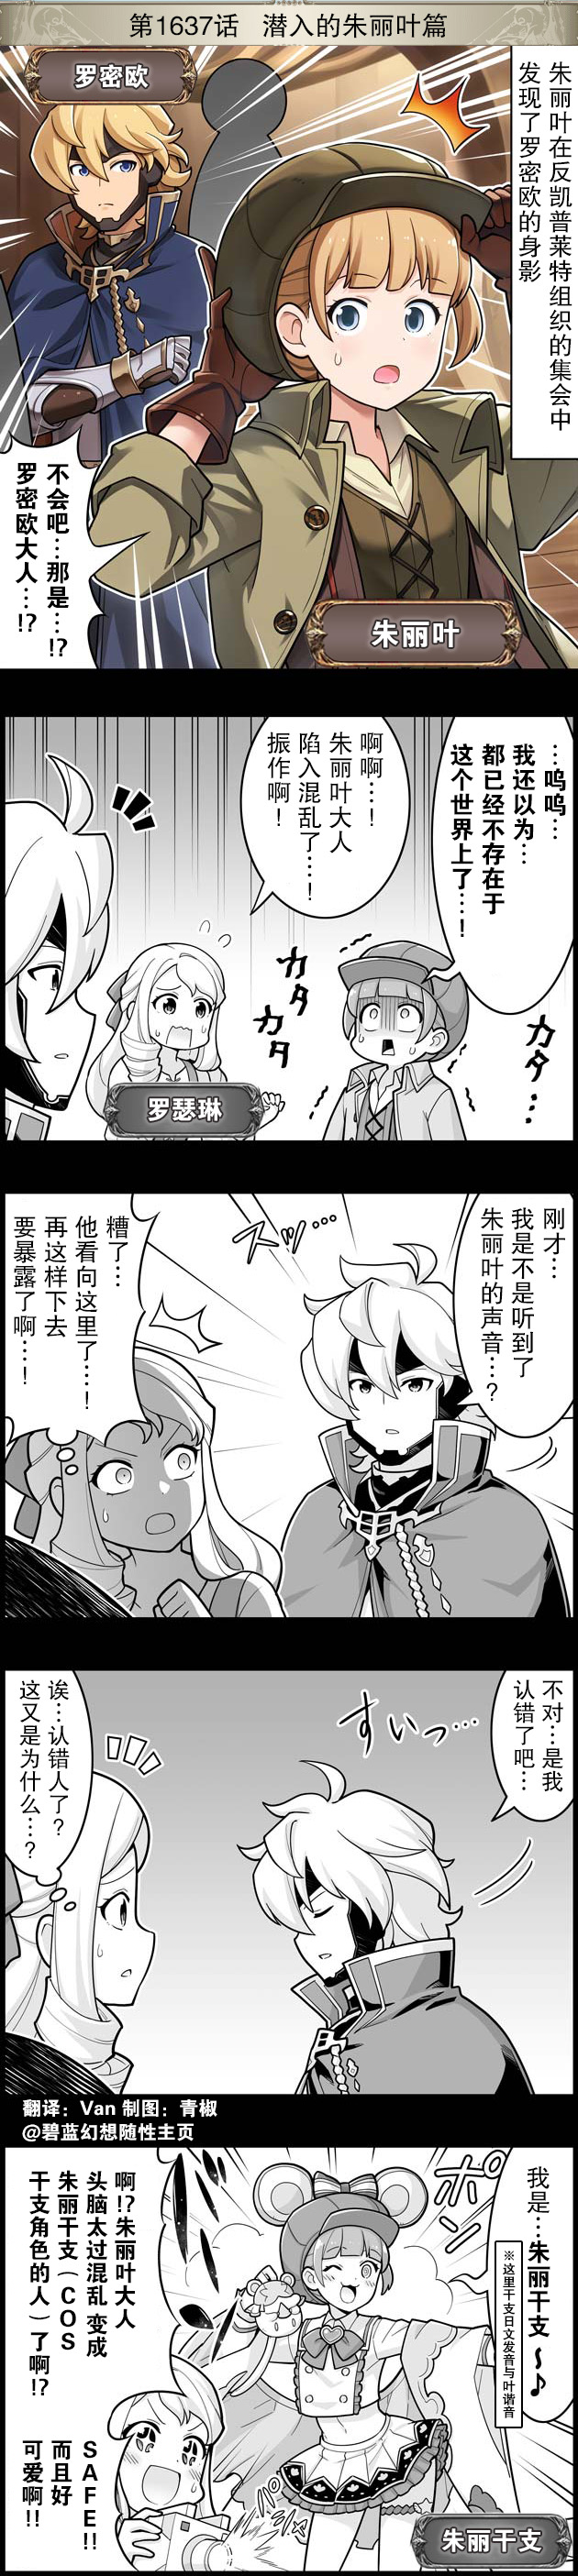 第1637话 潜入的朱丽叶篇
朱丽叶在反凯普莱特组织的集会中
发现了罗密欧的身影
罗密欧
不会吧…那是…!?
罗密欧大人…!?
朱丽叶
…呜呜…
我还以为…
都已经不存在于
这个世界上了…!
啊啊…!
朱丽叶大人
陷入混乱了…!
振作啊!
カタ…
カタ
カタ
罗瑟琳
刚才…
我是不是听到了
朱丽叶的声音…?
スッ…
糟了…
他看向这里了…!
再这样下去
要暴露了啊…!
不对…是我
认错了吧…
すいっ…
诶…认错人了?
这又是为什么…?
翻译：Van 制图：青椒
@碧蓝幻想随性主页
我是…朱丽干支～♪
※这里干支日文发音与叶谐音
ポンッ
啊!?朱丽叶大人
头脑太过混乱 变成
朱丽干支（COS
干支角色的人）了啊!?
SAFE!!
而且好
可爱啊!!
朱丽干支